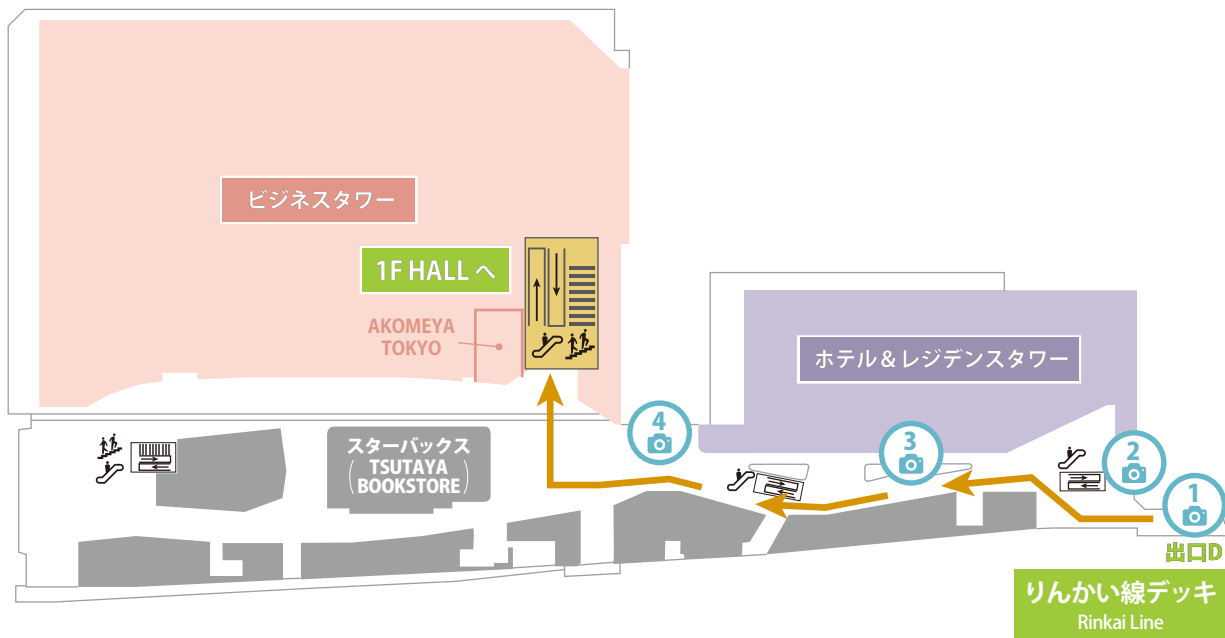 ビジネスタワー
1F HALL へ
AKOMEYA
TOKYO
ホテル＆レジデンスタワー
4
3
2
1
スターバックス
(TSUTAYA
BOOKSTORE)
出口D
りんかい線デッキ
Rinkai Line